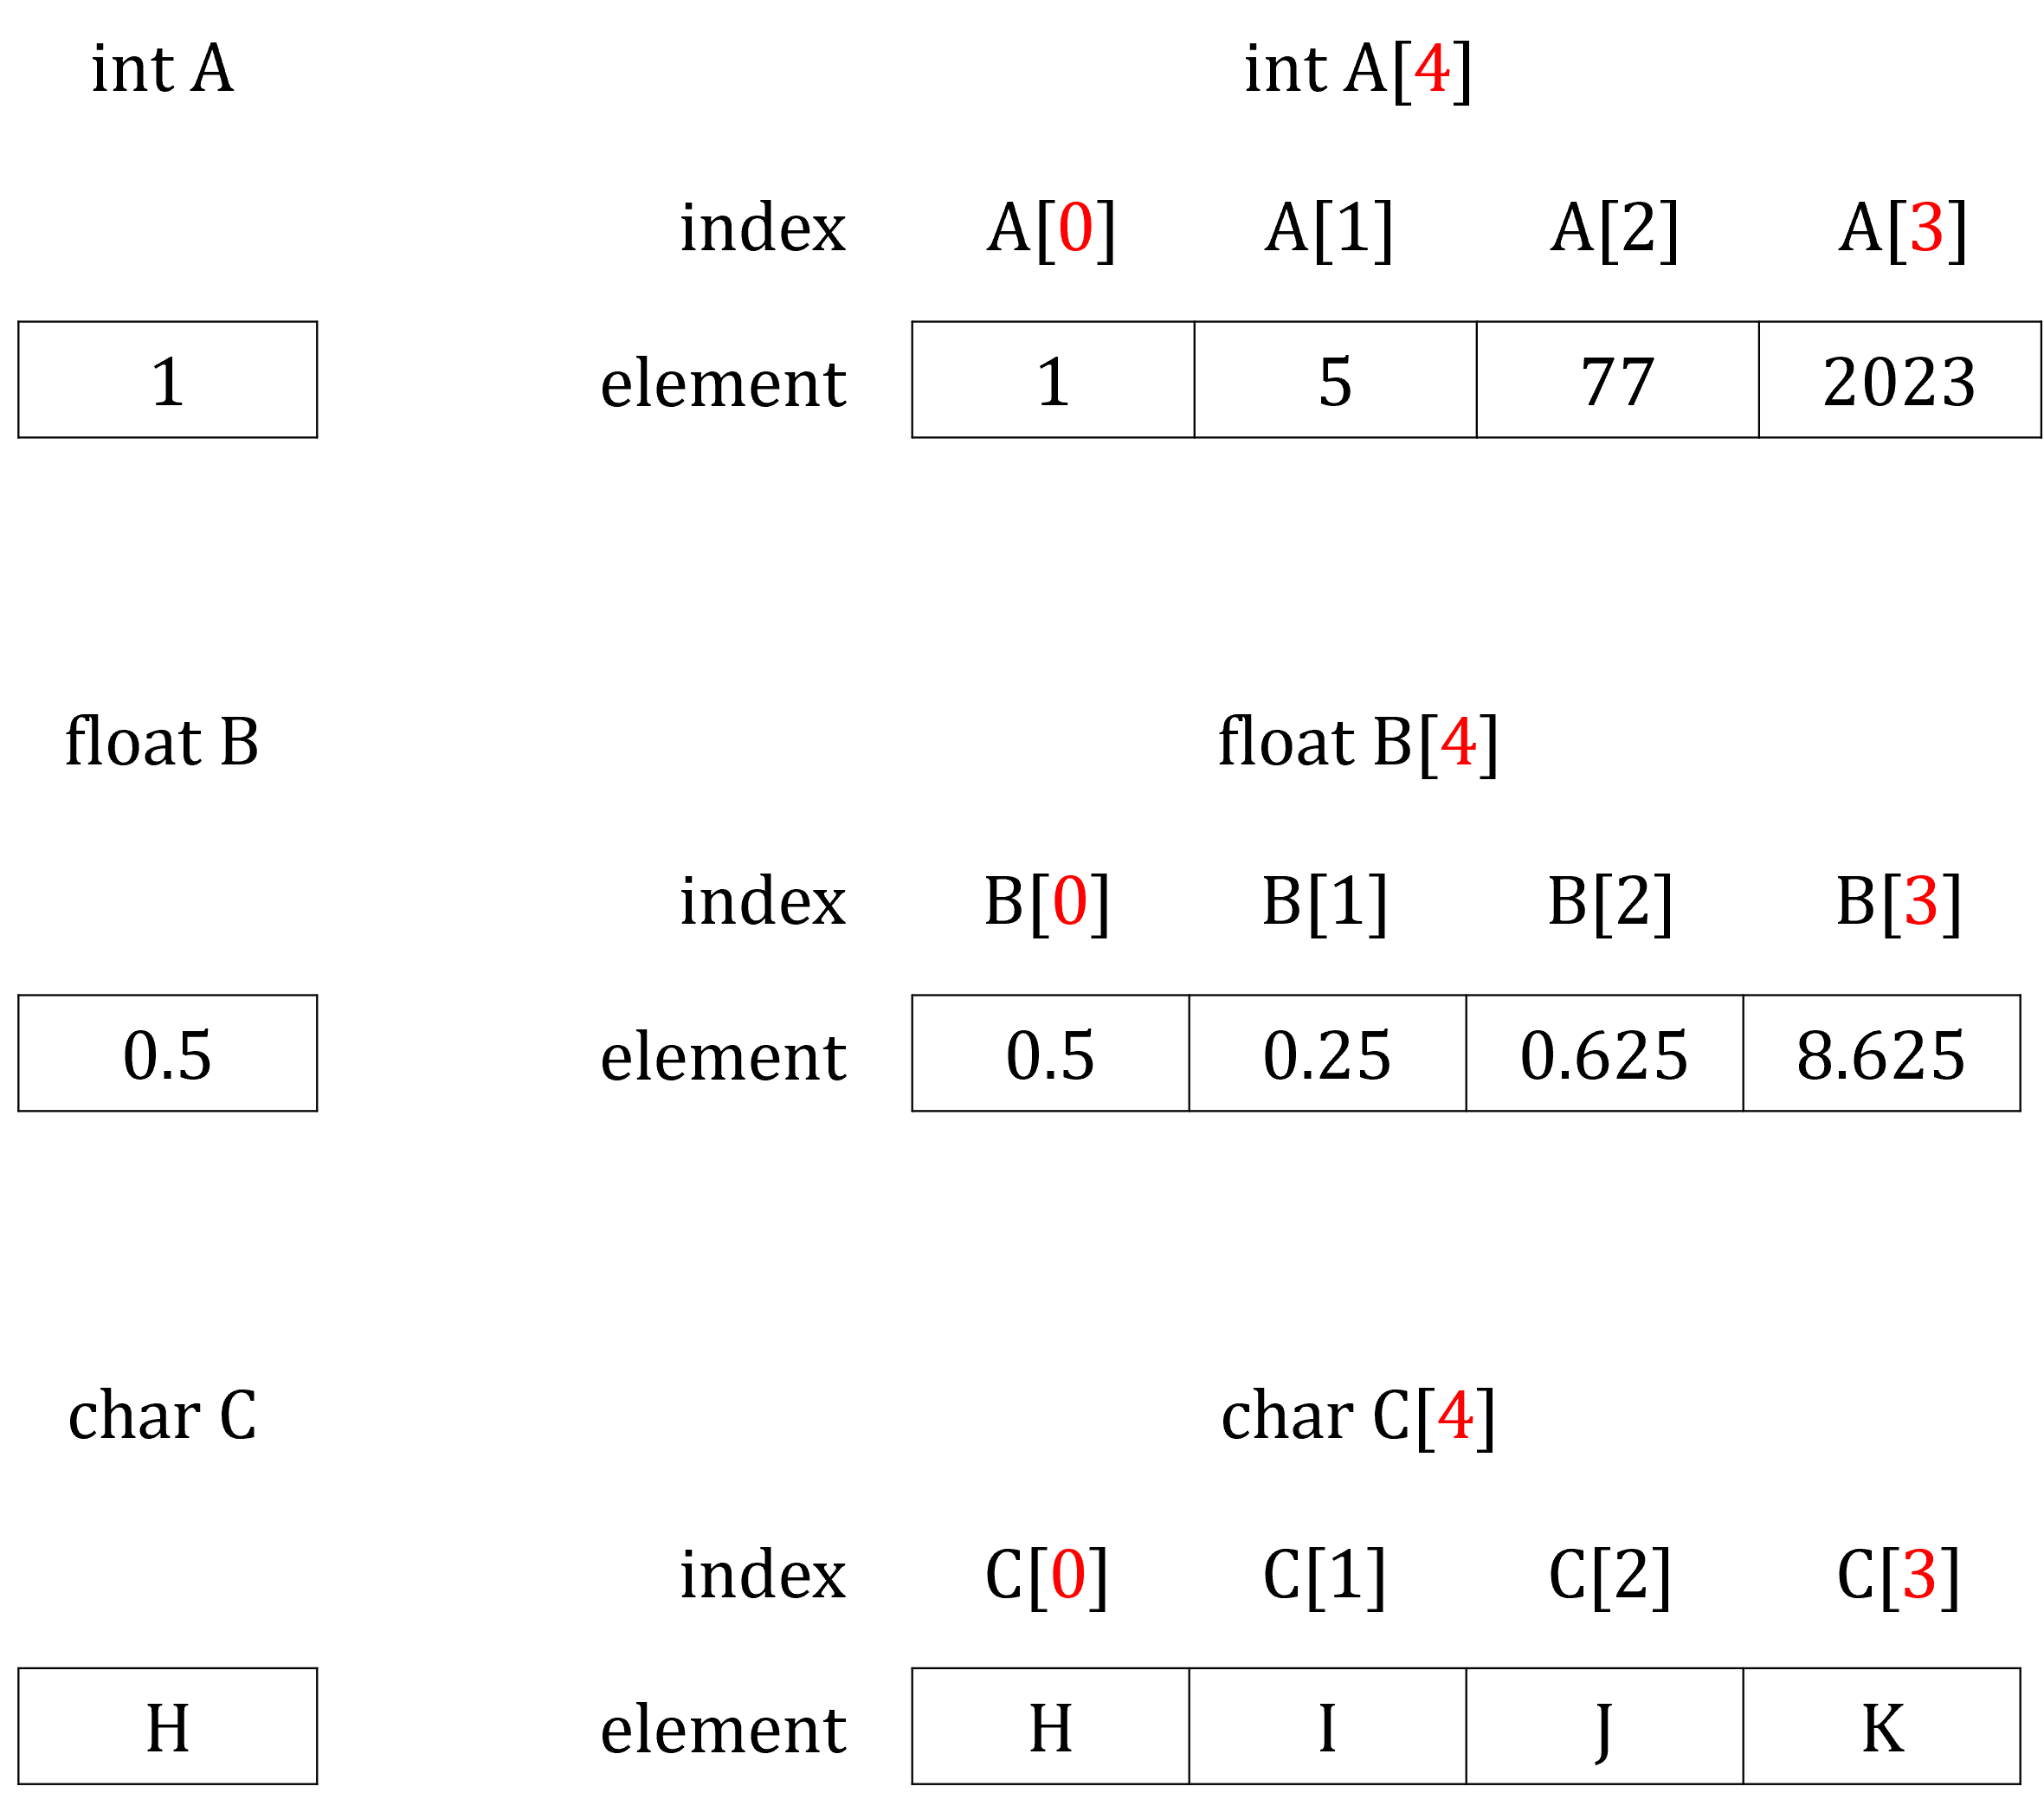 int A int A[4]
index A[0] A[1] A[2] A[3]
1 element 1 5 77 2023
float B float B[4]
index B[0] B[1] B[2] B[3]
0.5 element 0.5 0.25 0.625 8.625
char C char C[4]
index C[0] C[1] C[2] C[3]
H element H I J K